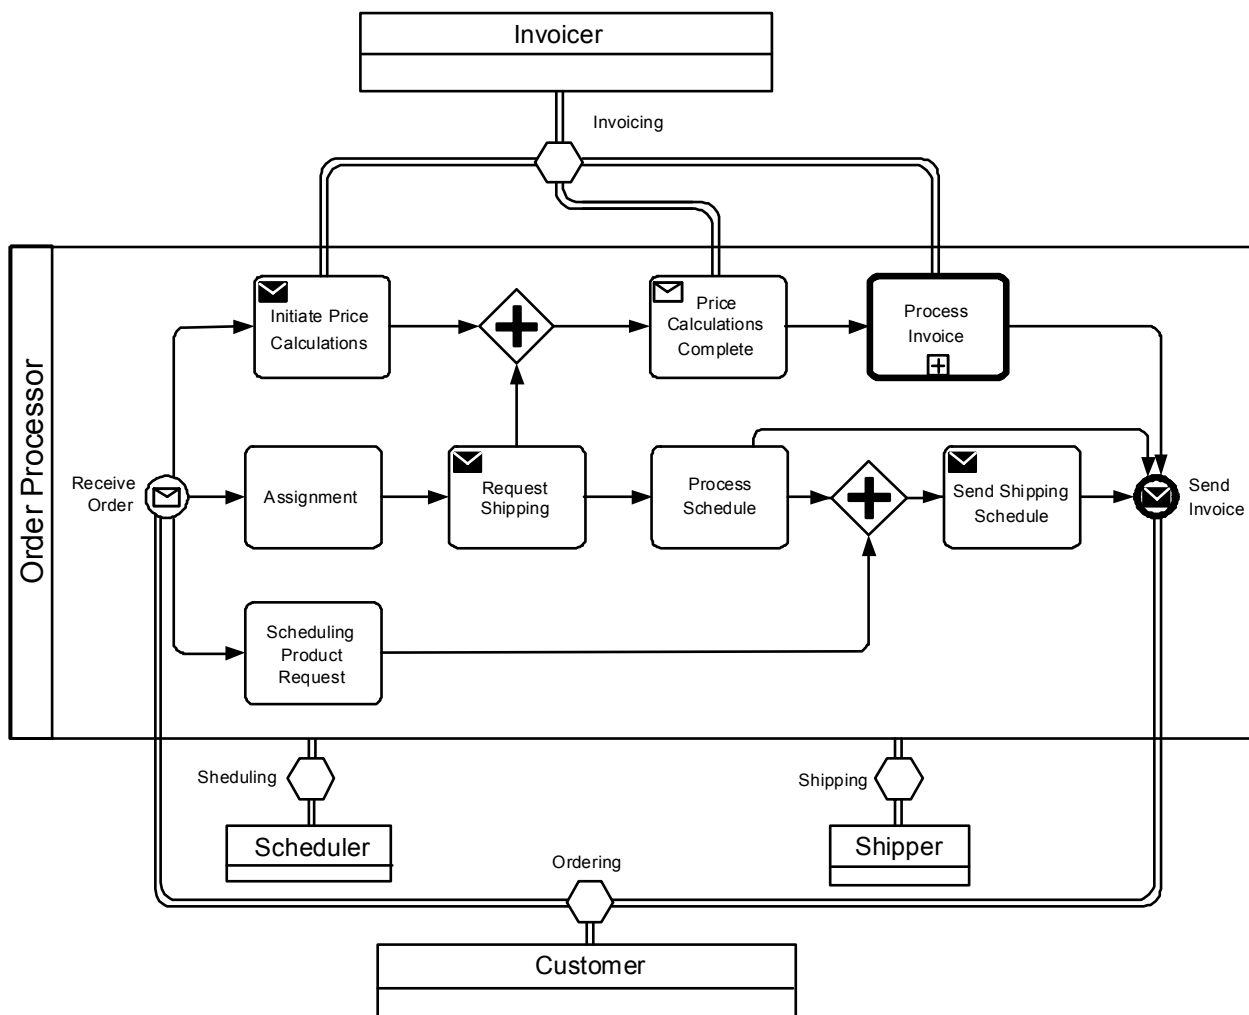 Invoicer
Invoicing
Order Processor
Initiate Price
Calculations
Price
Calculations
Complete
Process
Invoice
Receive
Order
Assignment
Request
Shipping
Process
Schedule
Send Shipping
Schedule
Send
Invoice
Scheduling
Product
Request
Sheduling
Shipping
Scheduler
Shipper
Ordering
Customer